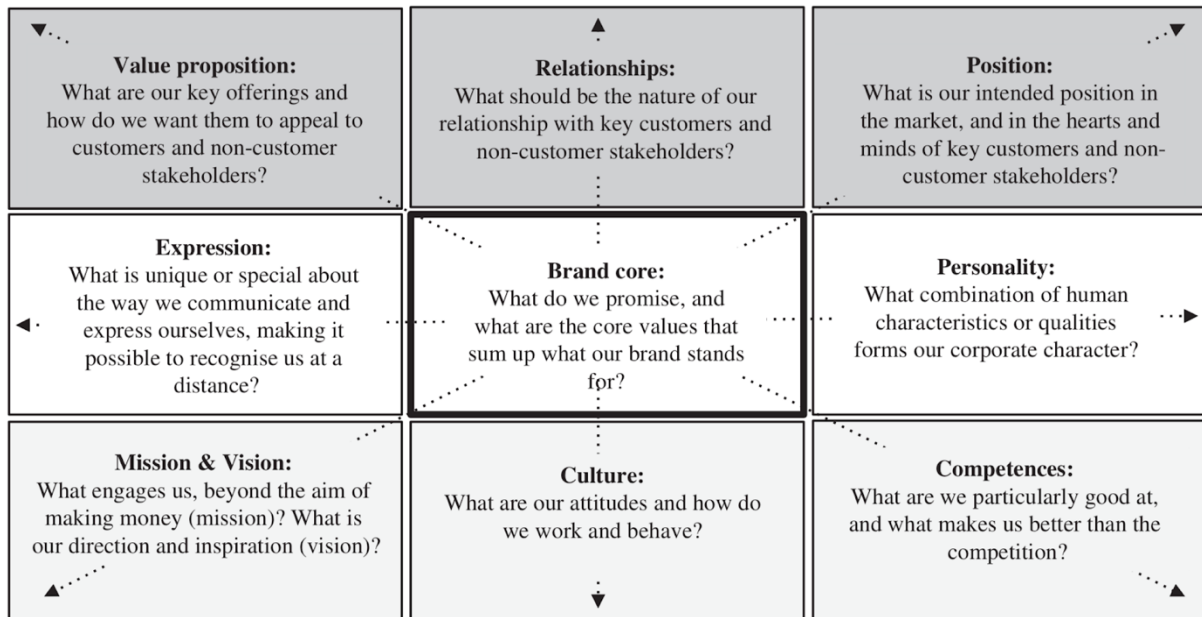 Value proposition:
What are our key offerings and
how do we want them to appeal to
customers and non-customer
stakeholders?
Relationships:
What should be the nature of our
relationship with key customers and
non-customer stakeholders?
Position:
What is our intended position in
the market, and in the hearts and
minds of key customers and non-
customer stakeholders?
Expression:
What is unique or special about
the way we communicate and
express ourselves, making it
possible to recognise us at a
distance?
Brand core:
What do we promise, and
what are the core values that
sum up what our brand stands
for?
Personality:
What combination of human
characteristics or qualities
forms our corporate character?
Mission & Vision:
What engages us, beyond the aim of
making money (mission)? What is
our direction and inspiration (vision)?
Culture:
What are our attitudes and how do
we work and behave?
Competences:
What are we particularly good at,
and what makes us better than the
competition?